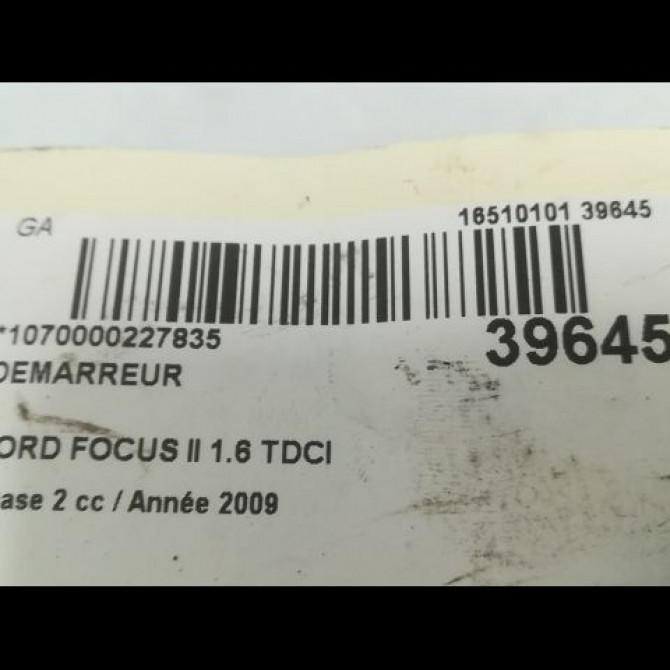 GA
16510101 39645
*1070000227835
39645
DEMARREUR
ORD FOCUS II 1.6 TDCI
ase 2 cc / Année 2009